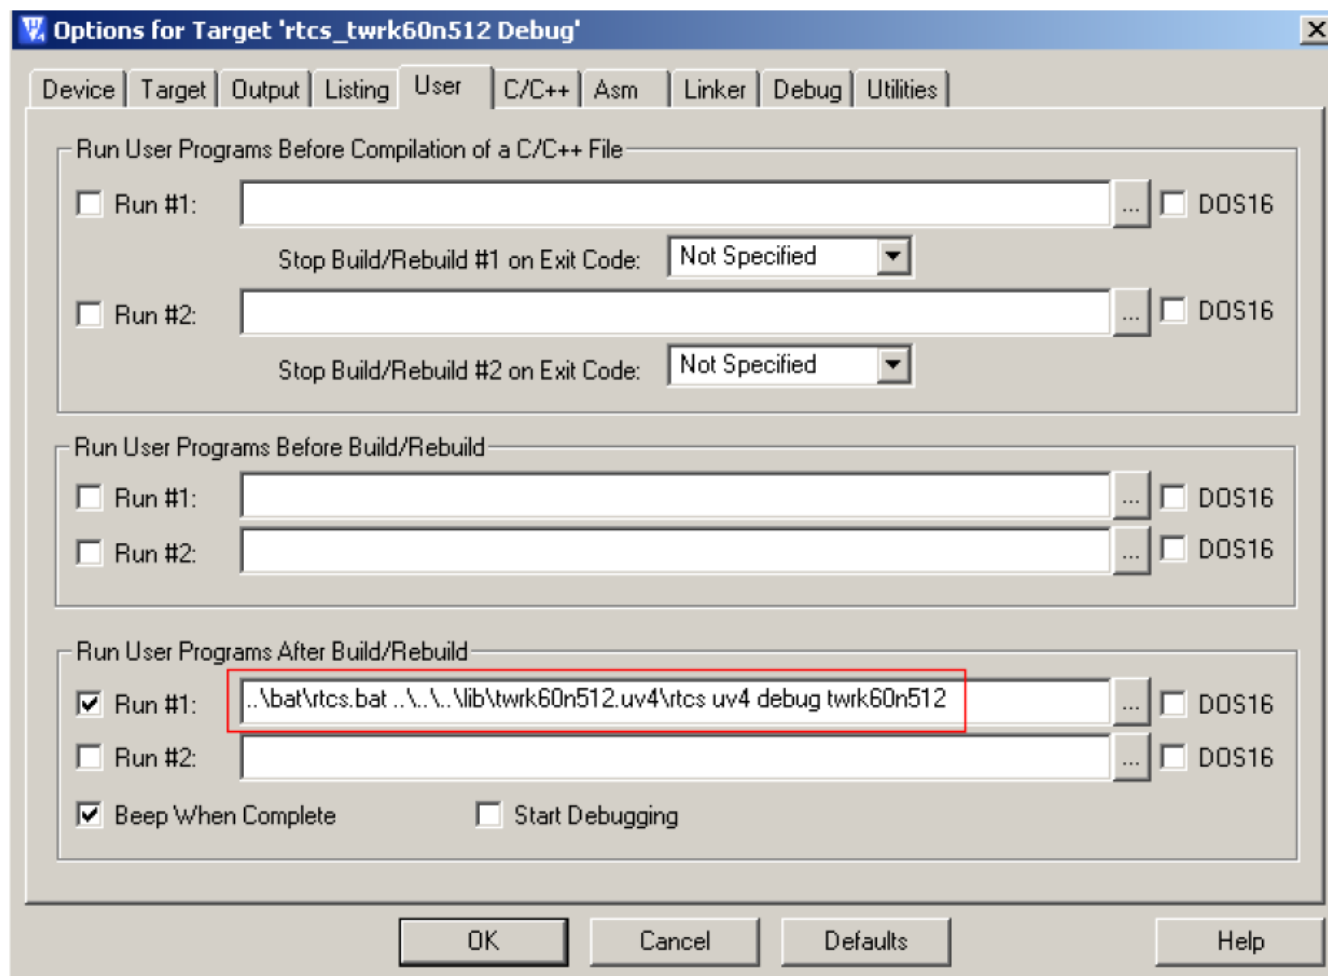 Options for Target 'rtcs_twrk60n512 Debug'
Device Target Output Listing User C/C++ Asm Linker Debug Utilities
Run User Programs Before Compilation of a C/C++ File
Run #1: ... DOS16
Stop Build/Rebuild #1 on Exit Code: Not Specified
Run #2: ... DOS16
Stop Build/Rebuild #2 on Exit Code: Not Specified
Run User Programs Before Build/Rebuild
Run #1: ... DOS16
Run #2: ... DOS16
Run User Programs After Build/Rebuild
Run #1: ..\bat\rtcs.bat ..\..\..\lib\twrk60n512.uv4\rtcs uv4 debug twrk60n512 ... DOS16
Run #2: ... DOS16
Beep When Complete Start Debugging
OK Cancel Defaults Help